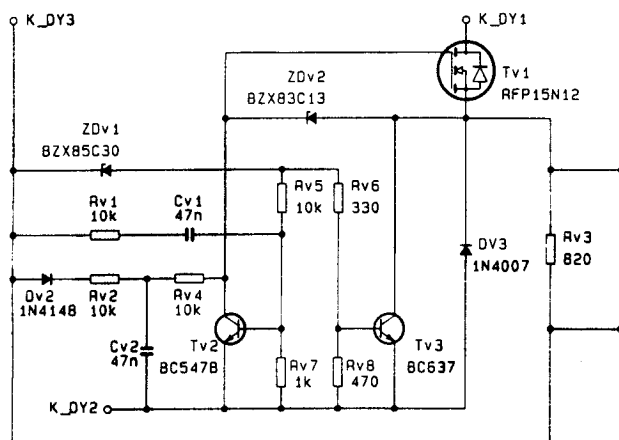 K_DY3
K_DY1
ZDv2
BZX83C13
Tv1
RFP15N12
ZDv1
BZX85C30
Rv1
10k
Cv1
47n
Rv5
10k
Rv6
330
Dv2
1N4148
Rv2
10k
Rv4
10k
DV3
1N4007
Rv3
820
Cv2
47n
Tv2
BC547B
Rv7
1k
Rv8
470
Tv3
BC637
K_DY2